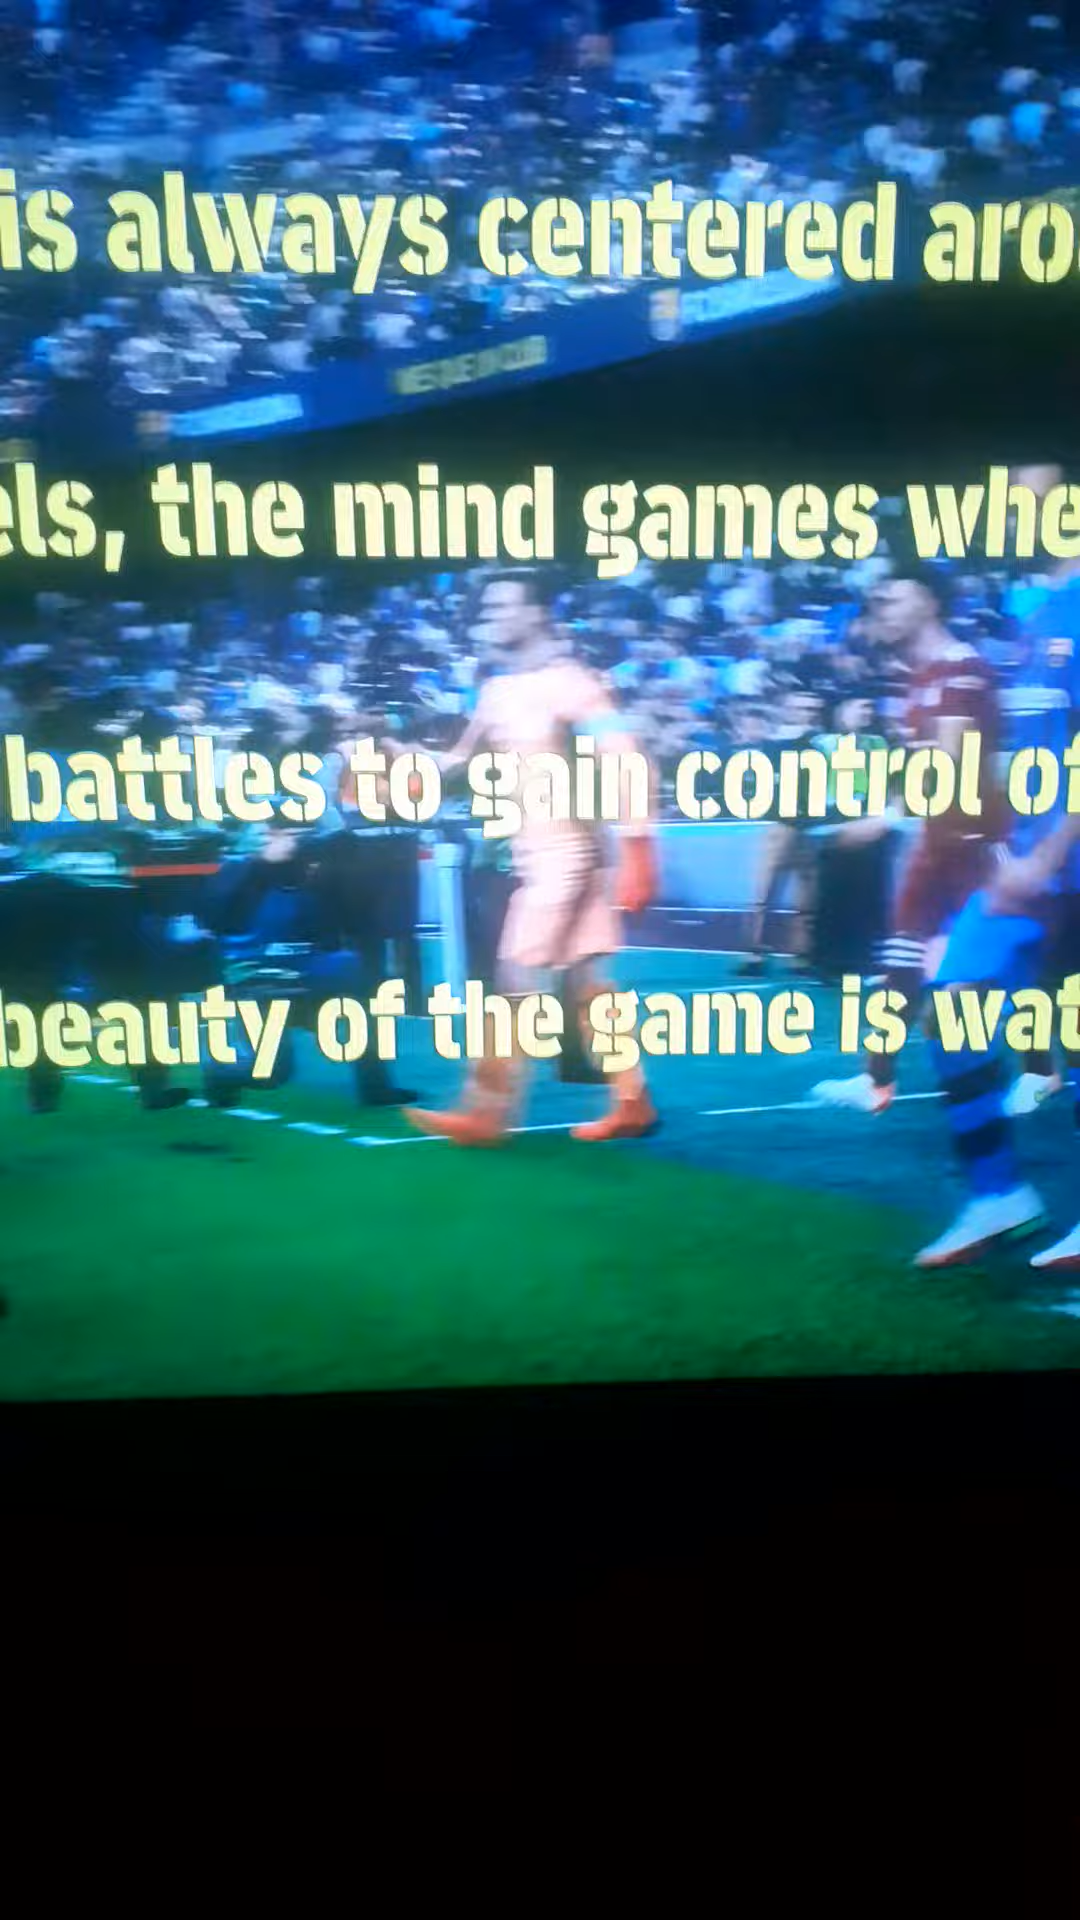 is always centered aro
els, the mind games whe
battles to gain control of
beauty of the game is wat